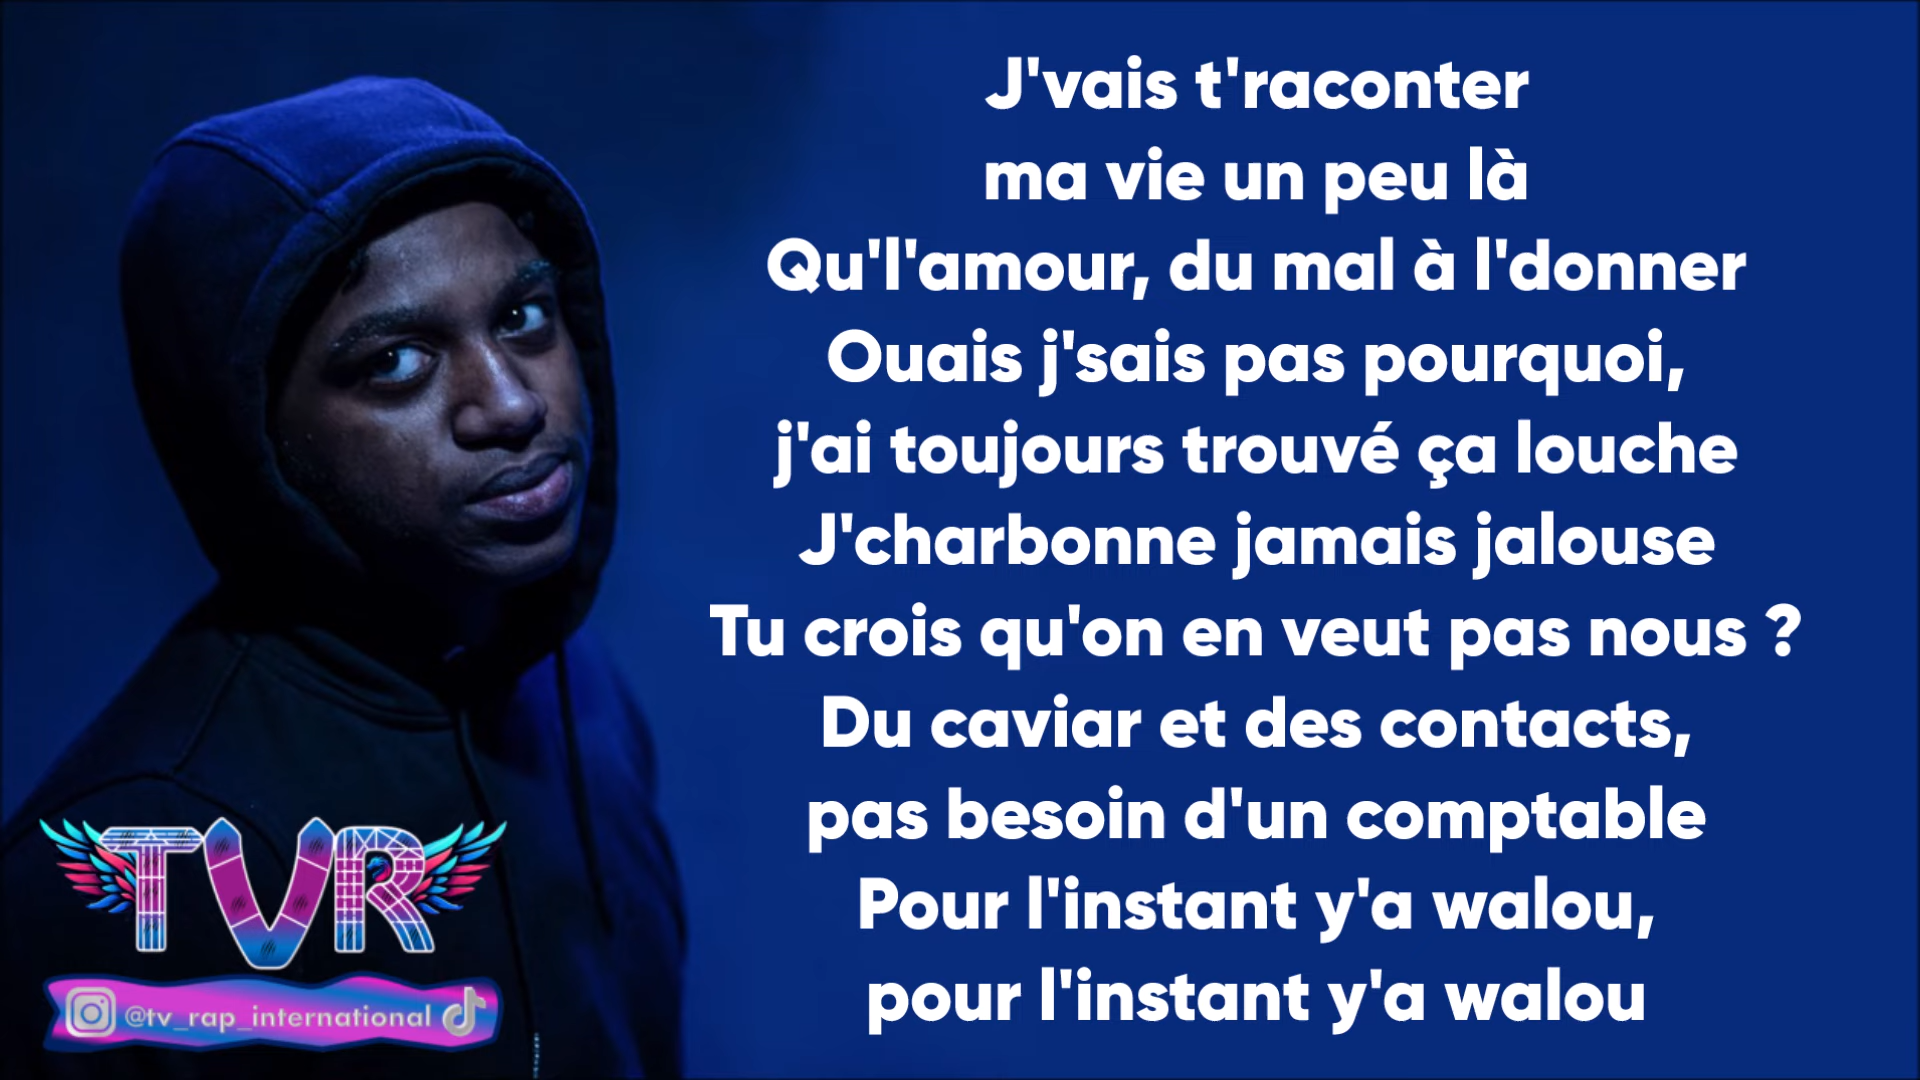 J'vais t'raconter
ma vie un peu là
Qu'l'amour, du mal à l'donner
Ouais j'sais pas pourquoi,
j'ai toujours trouvé ça louche
J'charbonne jamais jalouse
Tu crois qu'on en veut pas nous ?
Du caviar et des contacts,
pas besoin d'un comptable
Pour l'instant y'a walou,
pour l'instant y'a walou
TVR
@tv_rap_international